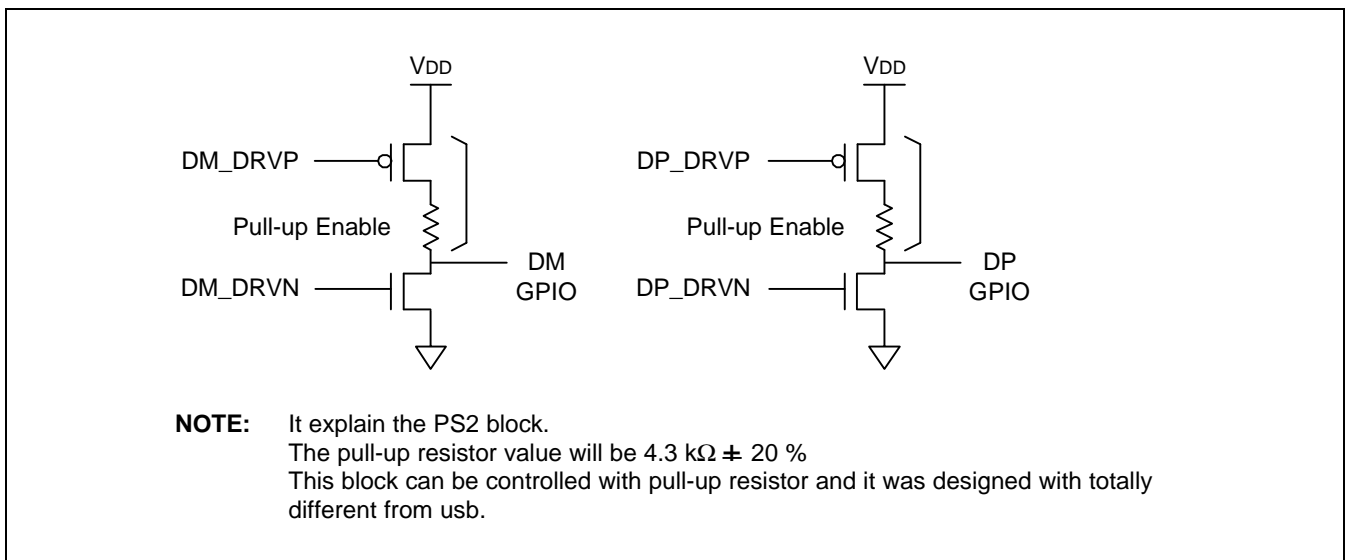 VDD
VDD
DM_DRVP
DP_DRVP
Pull-up Enable
Pull-up Enable
DM
GPIO
DP
GPIO
DM_DRVN
DP_DRVN
NOTE: It explain the PS2 block.
The pull-up resistor value will be 4.3 kΩ ± 20 %
This block can be controlled with pull-up resistor and it was designed with totally
different from usb.